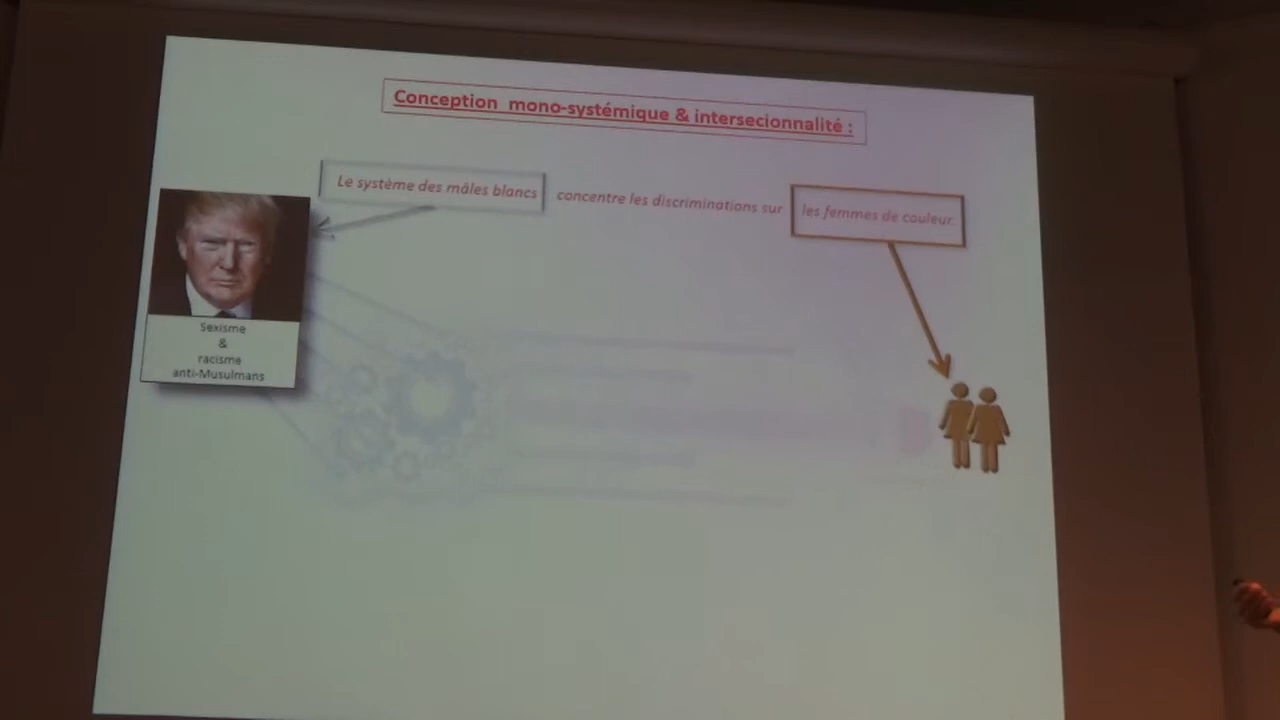 Conception mono-systémique & intersecionnalité :
Le système des mâles blancs concentre les discriminations sur les femmes de couleur
Sexisme
&
racisme
anti-Musulmans